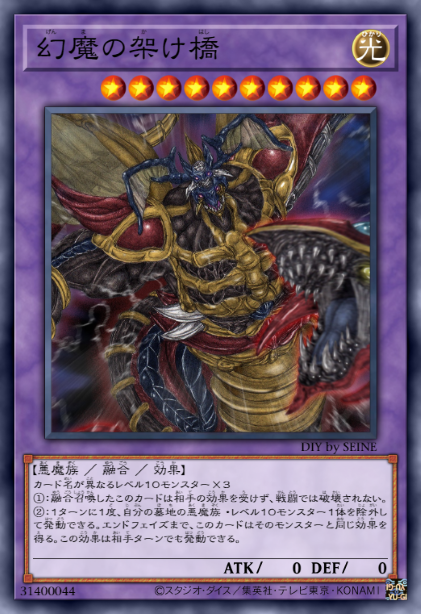 幻魔の架け橋
光
DIY by SEINE
【悪魔族 / 融合 / 効果】
カード名が異なるレベル10モンスター×3
①:融合召喚したこのカードは相手の効果を受けず、戦闘では破壊されない。
②:1ターンに1度、自分の墓地の悪魔族・レベル10モンスター1体を除外し
て発動できる。エンドフェイズまで、このカードはそのモンスターと同じ効果を
得る。この効果は相手ターンでも発動できる。
ATK/ 0 DEF/ 0
31400044 ©スタジオ・ダイス/集英社・テレビ東京・KONAMI